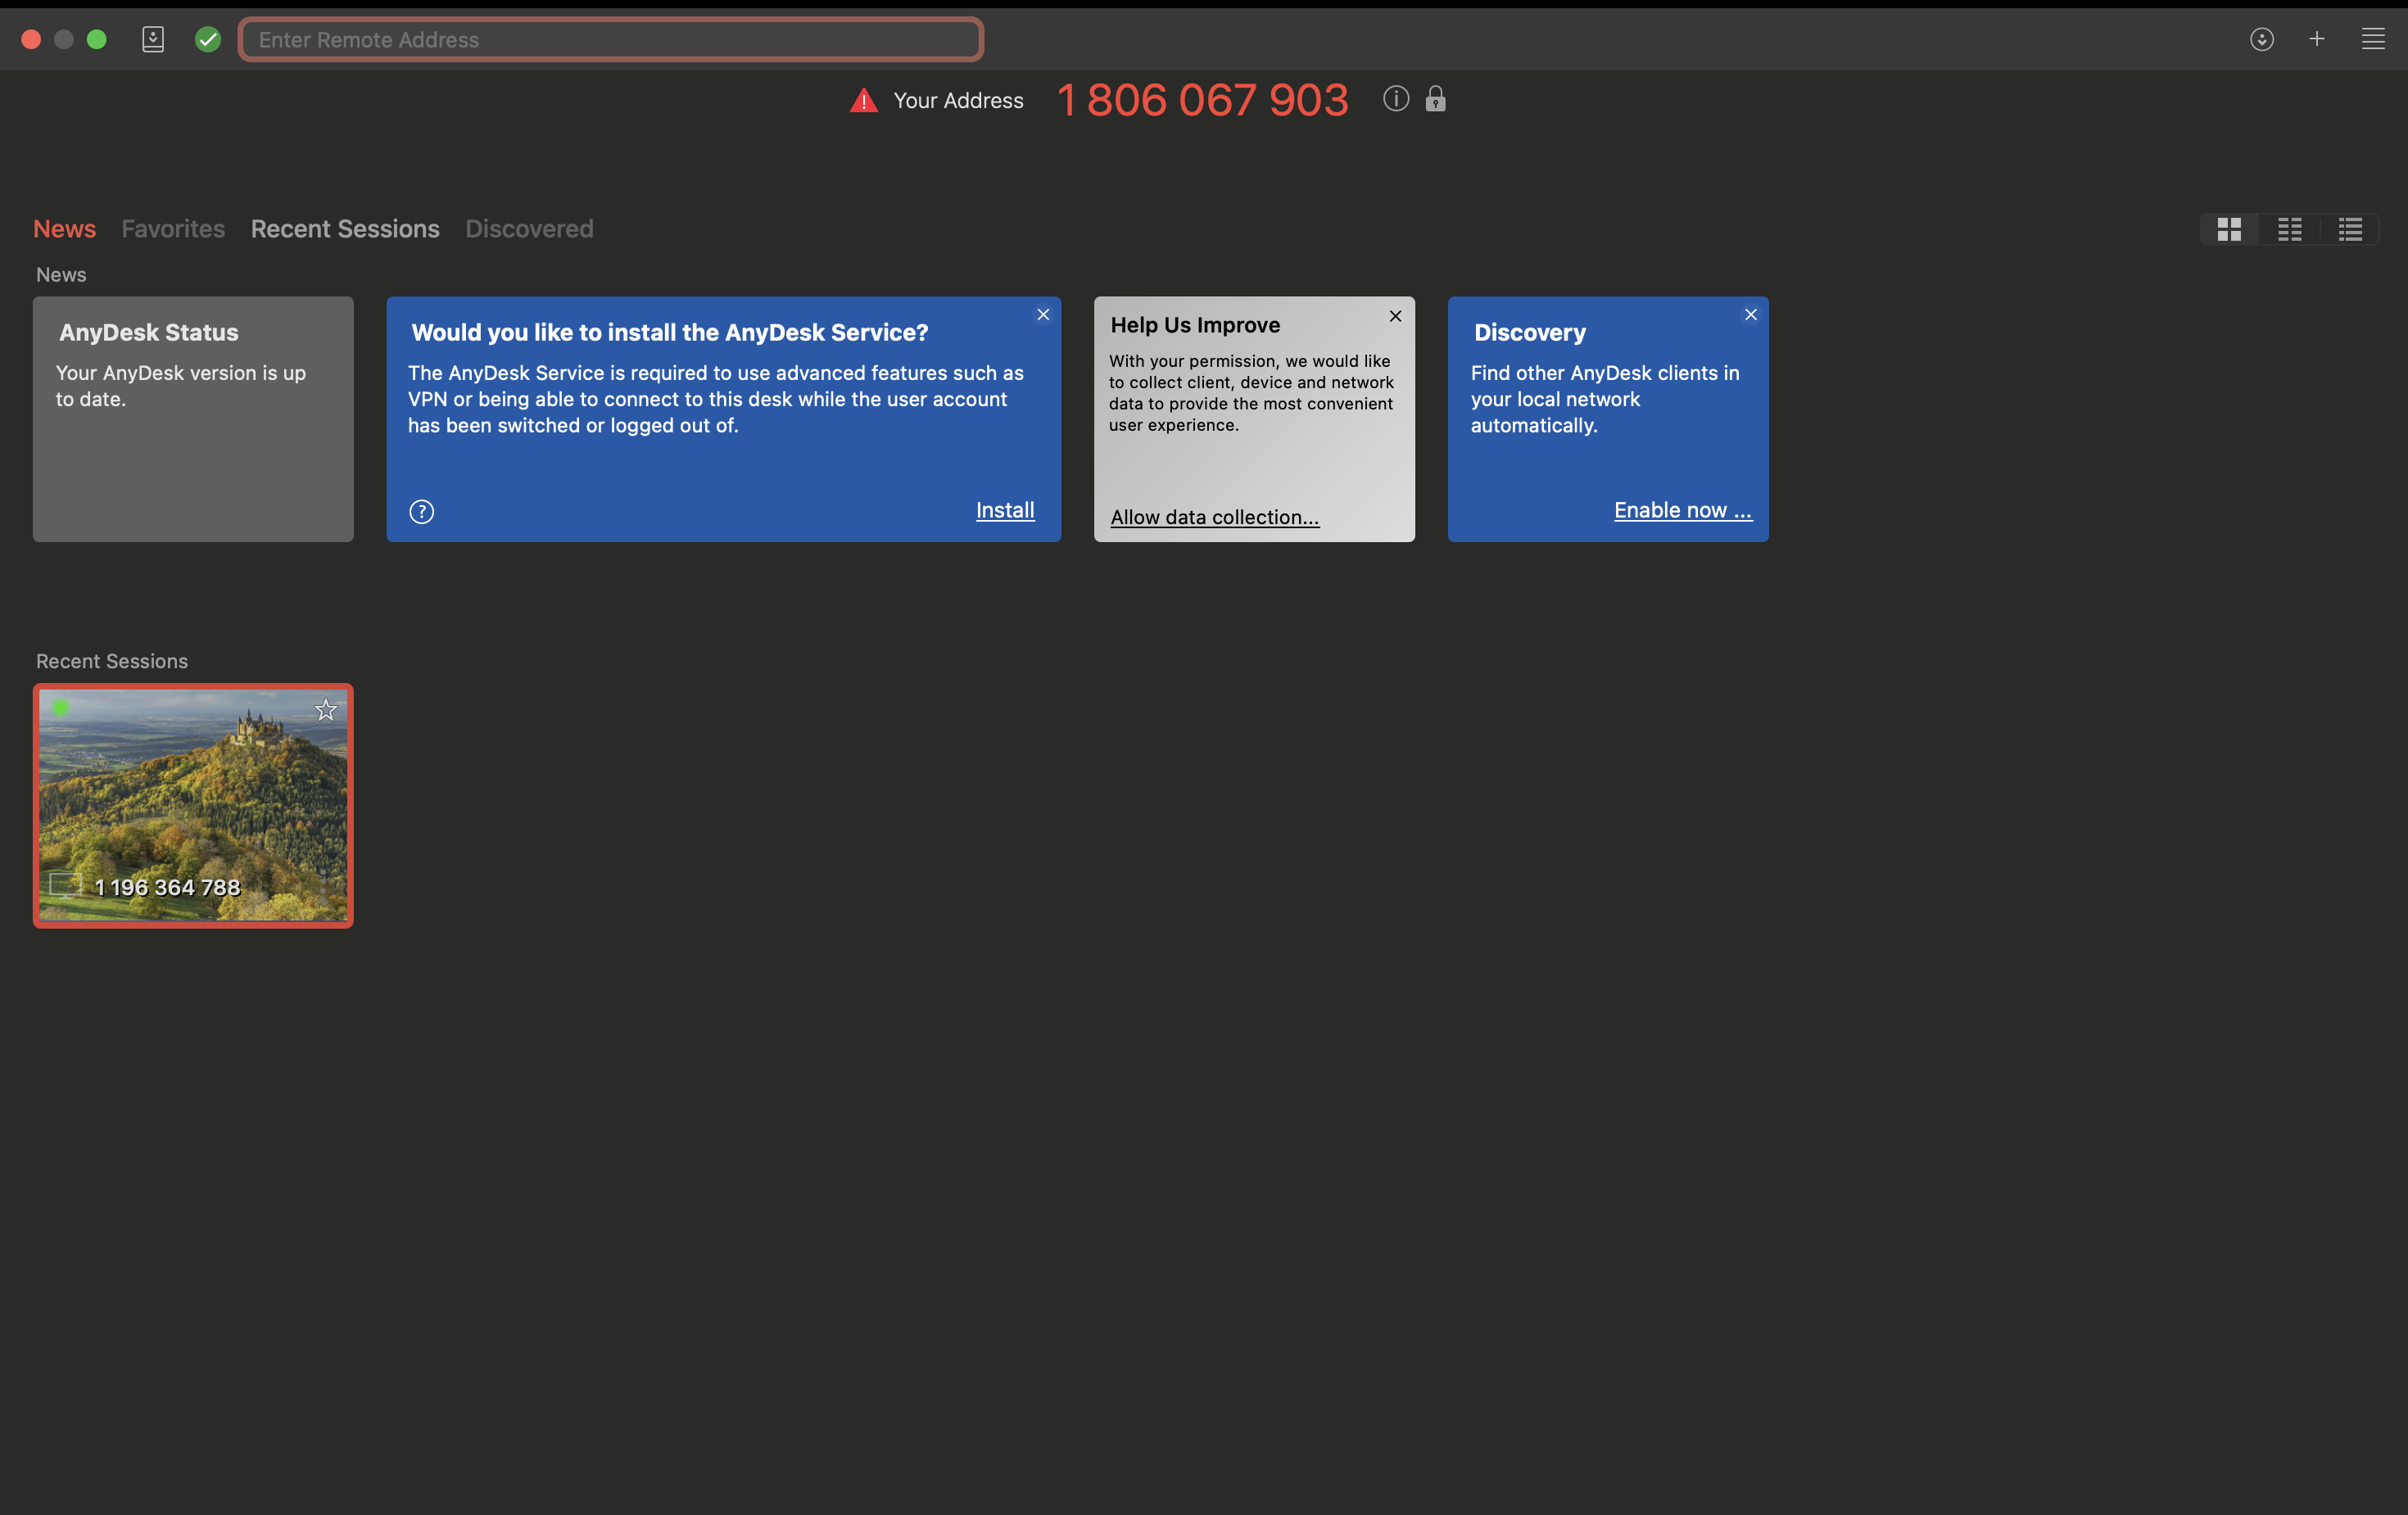 Enter Remote Address
Your Address 1 806 067 903
News Favorites Recent Sessions Discovered
News
AnyDesk Status
Your AnyDesk version is up
to date.
Would you like to install the AnyDesk Service?
The AnyDesk Service is required to use advanced features such as
VPN or being able to connect to this desk while the user account
has been switched or logged out of.
Install
Help Us Improve
With your permission, we would like
to collect client, device and network
data to provide the most convenient
user experience.
Allow data collection...
Discovery
Find other AnyDesk clients in
your local network
automatically.
Enable now ...
Recent Sessions
1 196 364 788